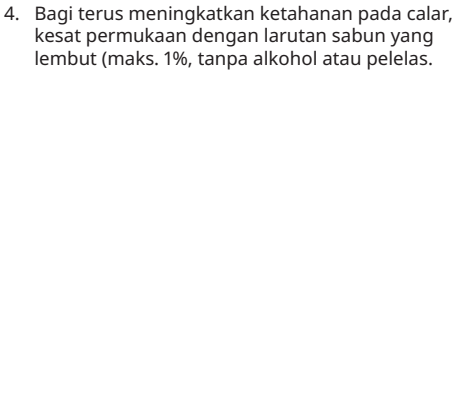 4. Bagi terus meningkatkan ketahanan pada calar,
kesat permukaan dengan larutan sabun yang
lembut (maks. 1%, tanpa alkohol atau pelelas.